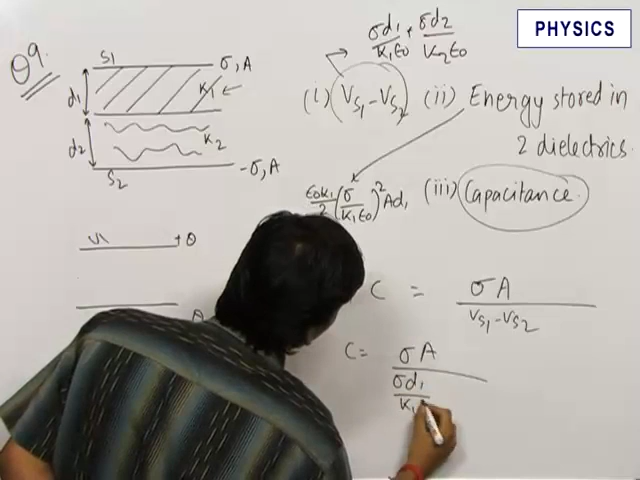 PHYSICS
Q9.
S1 σ, A
d1 K1
d2 K2
S2 -σ, A
σd1/K1ε0 + σd2/K2ε0
(i) VS1 - VS2 (ii) Energy stored in
2 dielectrics.
ε0K1/2 (σ/K1ε0)² Ad1 (iii) Capacitance
+Q
C = σA / VS1 - VS2
C = σA / σd1/K1